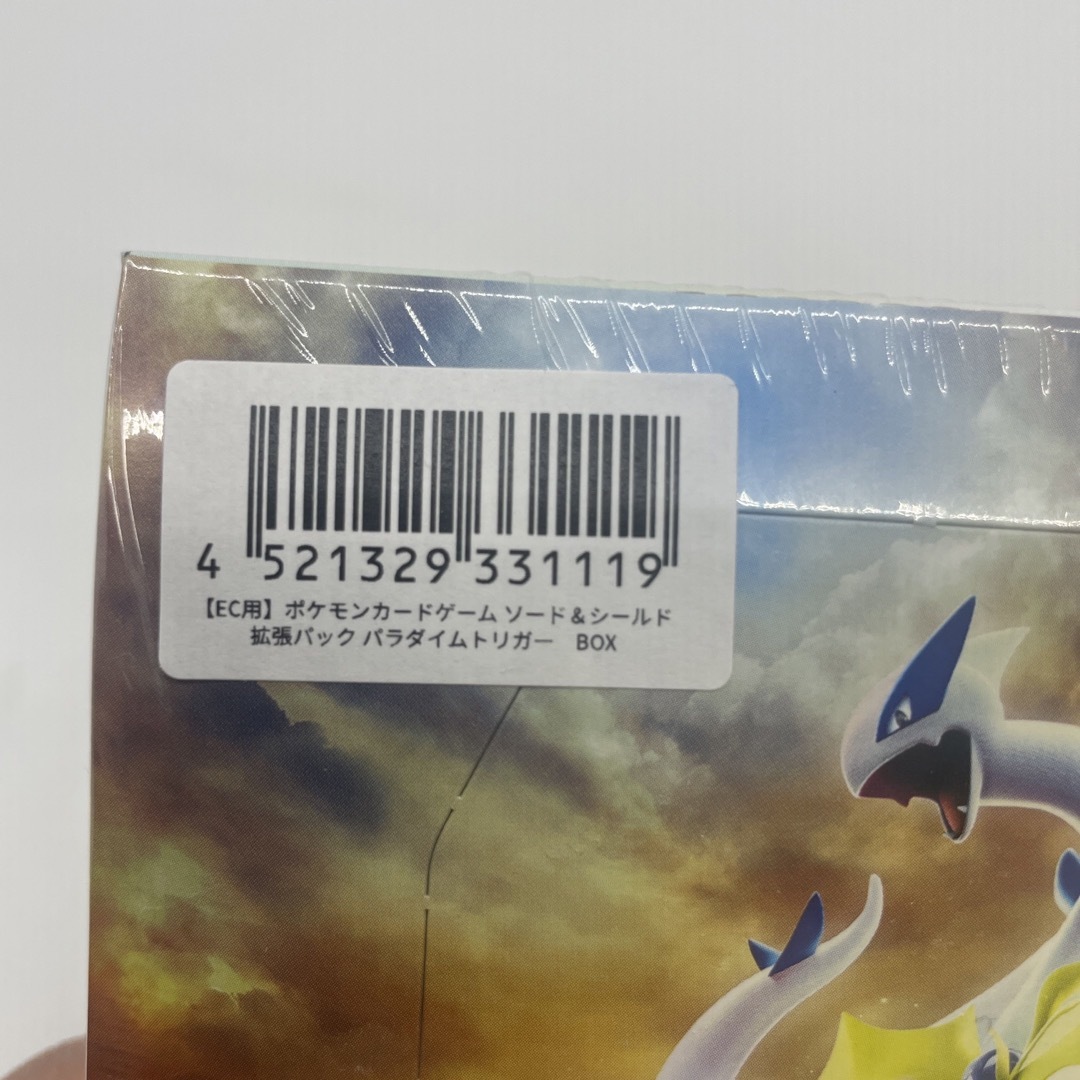 4 521329 331119
【EC用】ポケモンカードゲーム ソード＆シールド
拡張パック パラダイムトリガー　BOX